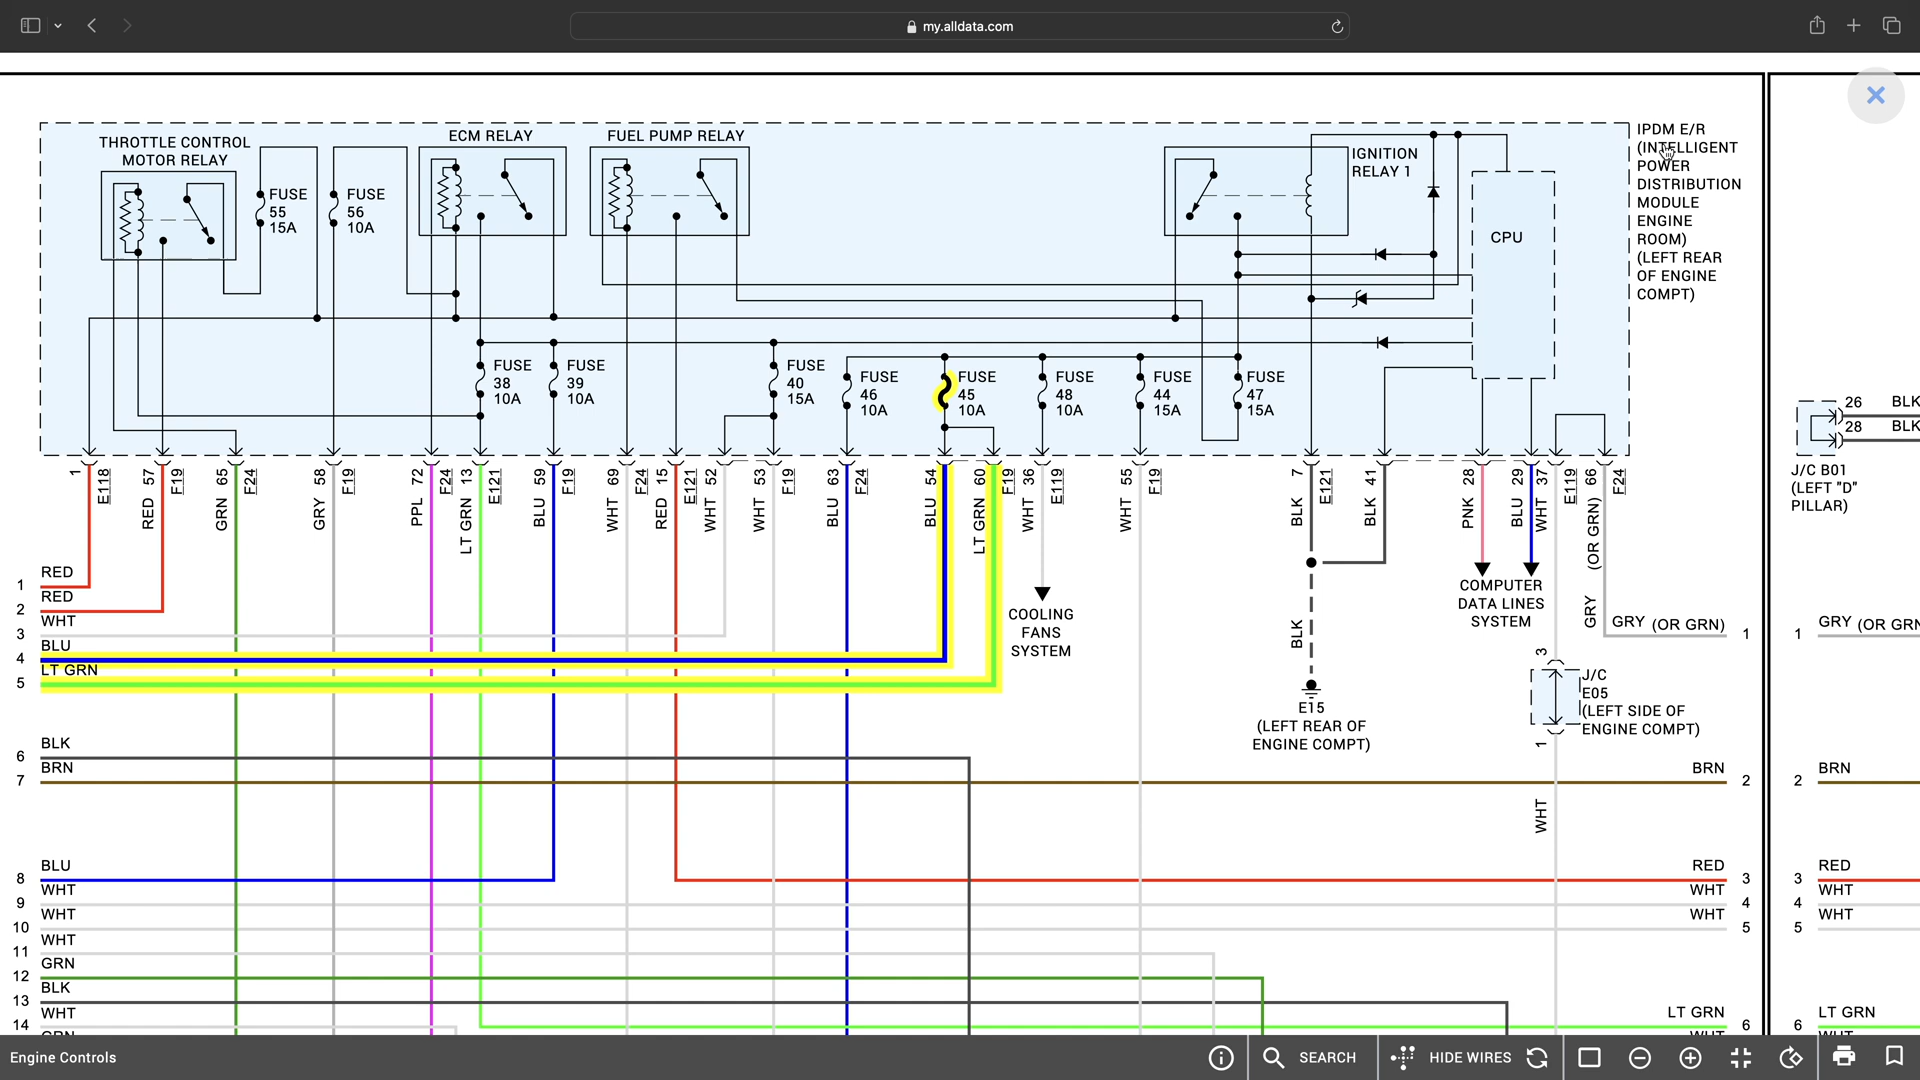 my.alldata.com
THROTTLE CONTROL
MOTOR RELAY
ECM RELAY
FUEL PUMP RELAY
IGNITION
RELAY 1
CPU
IPDM E/R
(INTELLIGENT
POWER
DISTRIBUTION
MODULE
ENGINE
ROOM)
(LEFT REAR
OF ENGINE
COMPT)
FUSE
55
15A
FUSE
56
10A
FUSE
38
10A
FUSE
39
10A
FUSE
40
15A
FUSE
46
10A
FUSE
45
10A
FUSE
48
10A
FUSE
44
15A
FUSE
47
15A
1
E118
RED 57
F19
GRN 65
F24
GRY 58
F19
PPL 72
F24
LT GRN 13
E121
BLU 59
F19
WHT 69
F24
RED 15
E121
WHT 52
WHT 53
F19
BLU 63
F24
BLU 54
LT GRN 60
F19
WHT 36
E119
WHT 55
F19
BLK 7
E121
BLK 41
PNK 28
BLU 29
WHT 37
E119
(OR GRN) 66
F24
GRY
26 BLK
28 BLK
J/C B01
(LEFT "D"
PILLAR)
COOLING
FANS
SYSTEM
BLK
E15
(LEFT REAR OF
ENGINE COMPT)
COMPUTER
DATA LINES
SYSTEM
3
J/C
E05
(LEFT SIDE OF
ENGINE COMPT)
1
WHT
RED
1
RED
2
WHT
3
BLU
4
LT GRN
5
BLK
6
BRN
7
BLU
8
WHT
9
WHT
10
WHT
11
GRN
12
BLK
13
WHT
14
GRN
GRY (OR GRN) 1
BRN 2
RED 3
WHT 4
WHT 5
LT GRN 6
1 GRY (OR GRN
2 BRN
3 RED
4 WHT
5 WHT
6 LT GRN
WHT
Engine Controls
SEARCH
HIDE WIRES